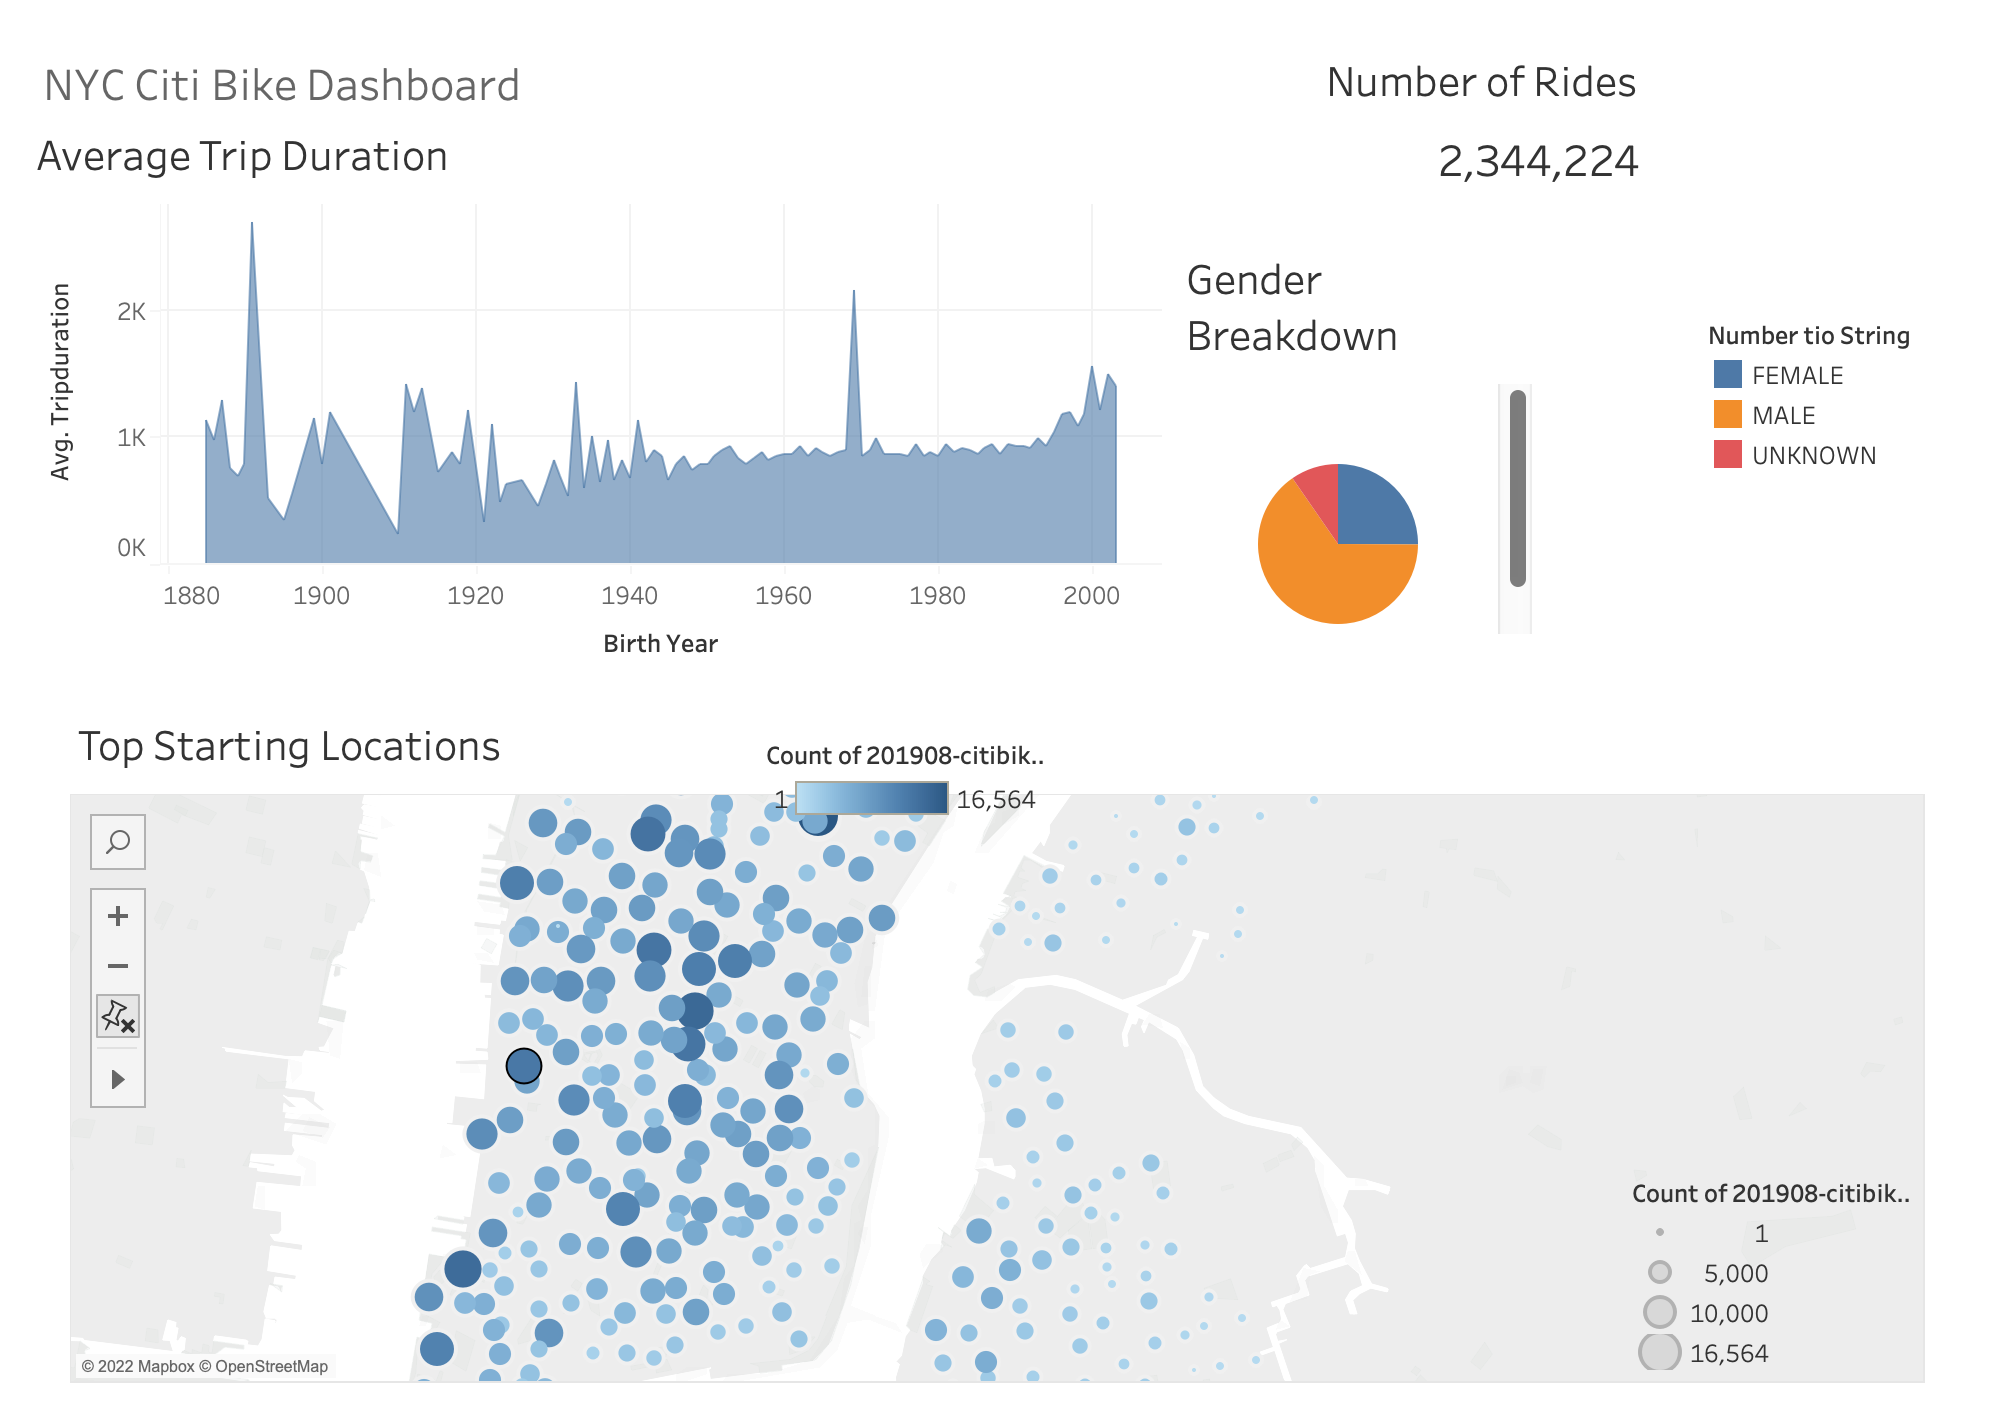 NYC Citi Bike Dashboard
Number of Rides
2,344,224
Average Trip Duration
Avg. Tripduration
2K
1K
0K
1880 1900 1920 1940 1960 1980 2000
Birth Year
Gender
Breakdown
Number tio String
FEMALE
MALE
UNKNOWN
Top Starting Locations
Count of 201908-citibik..
1 16,564
Count of 201908-citibik..
1
5,000
10,000
16,564
© 2022 Mapbox © OpenStreetMap